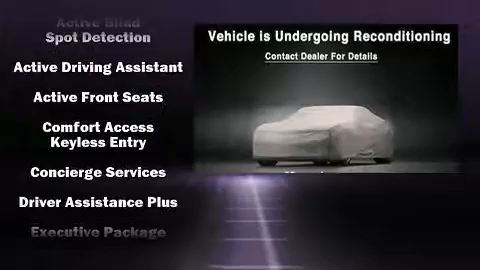 Active Blind
Spot Detection
Active Driving Assistant
Active Front Seats
Comfort Access
Keyless Entry
Concierge Services
Driver Assistance Plus
Executive Package
Vehicle is Undergoing Reconditioning
Contact Dealer For Details